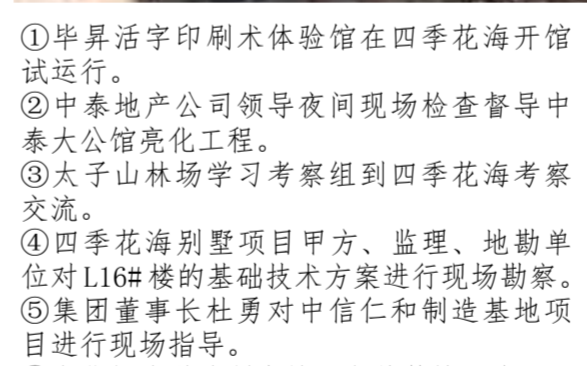 ①毕昇活字印刷术体验馆在四季花海开馆
试运行。
②中泰地产公司领导夜间现场检查督导中
泰大公馆亮化工程。
③太子山林场学习考察组到四季花海考察
交流。
④四季花海别墅项目甲方、监理、地勘单
位对L16#楼的基础技术方案进行现场勘察。
⑤集团董事长杜勇对中信仁和制造基地项
目进行现场指导。